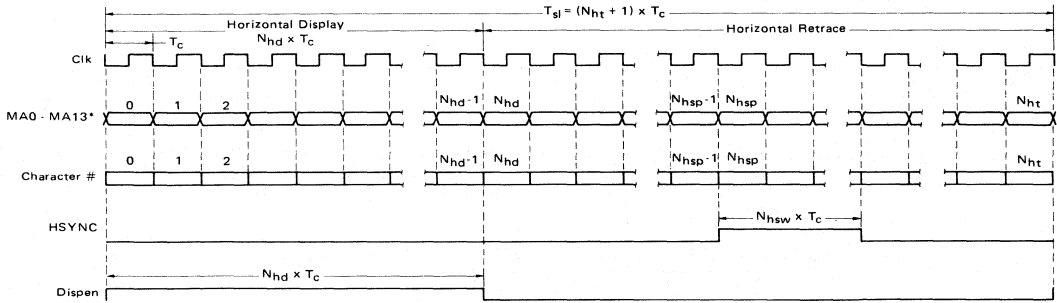 T_sl = (N_ht + 1) × T_c
Horizontal Display
Horizontal Retrace
T_c
N_hd × T_c
Clk
0 1 2 N_hd-1 N_hd N_hsp-1 N_hsp N_ht
MA0 - MA13*
0 1 2 N_hd-1 N_hd N_hsp-1 N_hsp N_ht
Character #
N_hsw × T_c
HSYNC
N_hd × T_c
Dispen